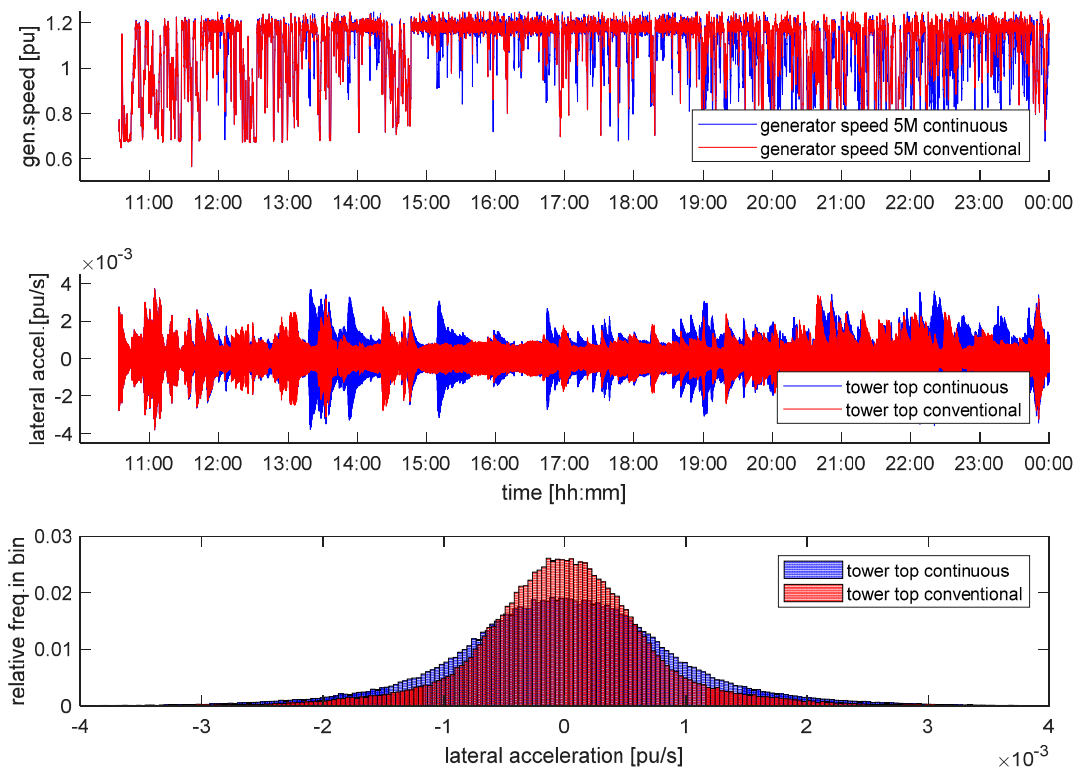 gen.speed [pu]
1.2
1
0.8
0.6
generator speed 5M continuous
generator speed 5M conventional
11:00 12:00 13:00 14:00 15:00 16:00 17:00 18:00 19:00 20:00 21:00 22:00 23:00 00:00
×10⁻³
lateral accel.[pu/s]
4
2
0
-2
-4
tower top continuous
tower top conventional
11:00 12:00 13:00 14:00 15:00 16:00 17:00 18:00 19:00 20:00 21:00 22:00 23:00 00:00
time [hh:mm]
relative freq.in bin
0.03
0.02
0.01
0
tower top continuous
tower top conventional
-4 -3 -2 -1 0 1 2 3 4
lateral acceleration [pu/s]
×10⁻³